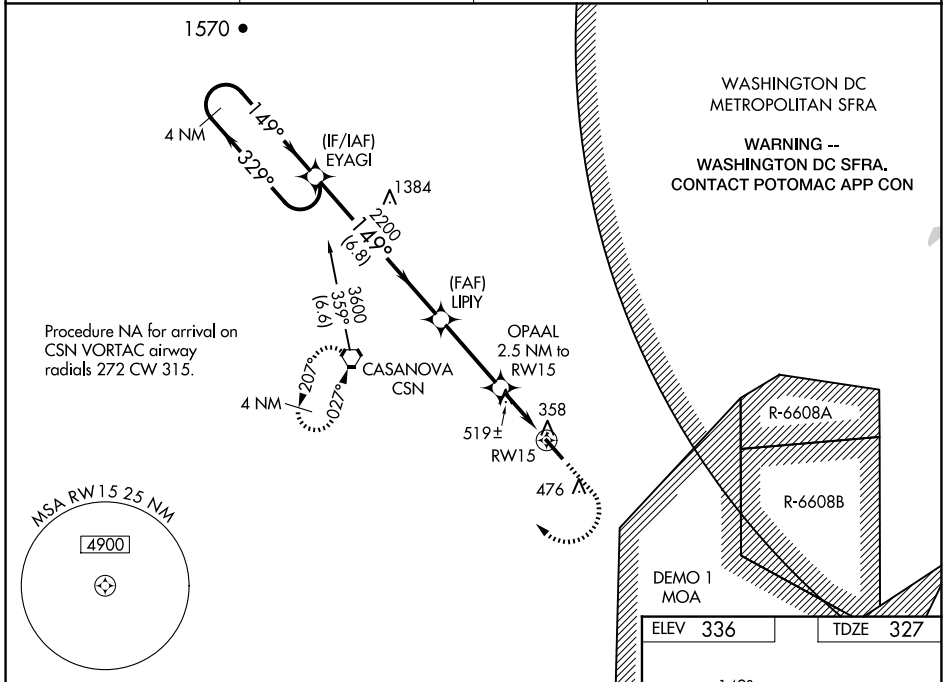 1570
WASHINGTON DC
METROPOLITAN SFRA
WARNING --
WASHINGTON DC SFRA.
CONTACT POTOMAC APP CON
4 NM
149°
329°
(IF/IAF)
EYAGI
1384
2200
149°
(6.8)
3600
359°
(6.6)
(FAF)
LIPIY
Procedure NA for arrival on
CSN VORTAC airway
radials 272 CW 315.
OPAAL
2.5 NM to
RW15
CASANOVA
CSN
207°
027°
4 NM
358
519±
RW15
476
R-6608A
R-6608B
MSA RW15 25 NM
4900
DEMO 1
MOA
ELEV 336
TDZE 327